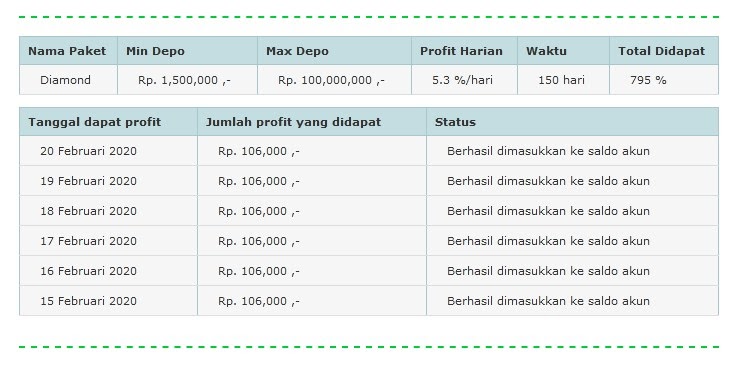 Nama Paket Min Depo Max Depo Profit Harian Waktu Total Didapat
Diamond Rp. 1,500,000 ,- Rp. 100,000,000 ,- 5.3 %/hari 150 hari 795 %
Tanggal dapat profit Jumlah profit yang didapat Status
20 Februari 2020 Rp. 106,000 ,- Berhasil dimasukkan ke saldo akun
19 Februari 2020 Rp. 106,000 ,- Berhasil dimasukkan ke saldo akun
18 Februari 2020 Rp. 106,000 ,- Berhasil dimasukkan ke saldo akun
17 Februari 2020 Rp. 106,000 ,- Berhasil dimasukkan ke saldo akun
16 Februari 2020 Rp. 106,000 ,- Berhasil dimasukkan ke saldo akun
15 Februari 2020 Rp. 106,000 ,- Berhasil dimasukkan ke saldo akun